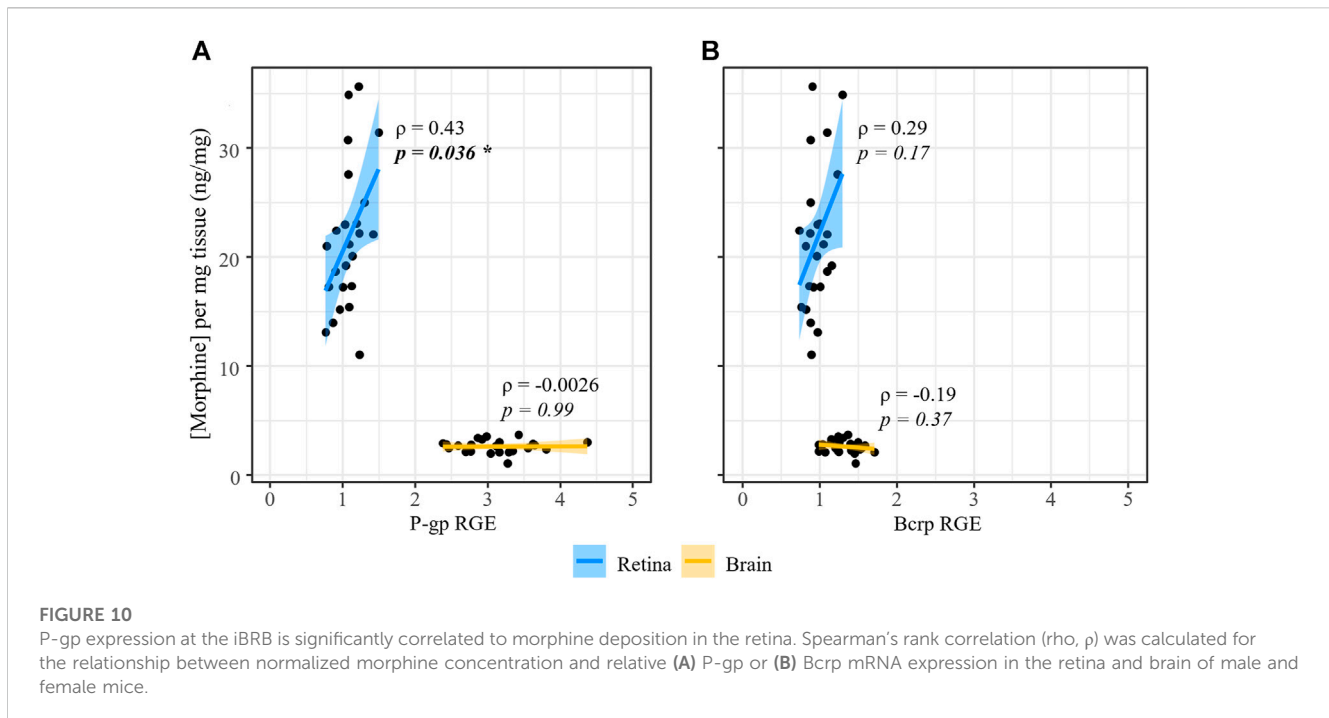 A
B
[Morphine] per mg tissue (ng/mg)
30
20
10
0
ρ = 0.43
p = 0.036 *
ρ = -0.0026
p = 0.99
0 1 2 3 4 5
P-gp RGE
ρ = 0.29
p = 0.17
ρ = -0.19
p = 0.37
0 1 2 3 4 5
Bcrp RGE
Retina Brain
FIGURE 10
P-gp expression at the iBRB is significantly correlated to morphine deposition in the retina. Spearman's rank correlation (rho, ρ) was calculated for
the relationship between normalized morphine concentration and relative (A) P-gp or (B) Bcrp mRNA expression in the retina and brain of male and
female mice.